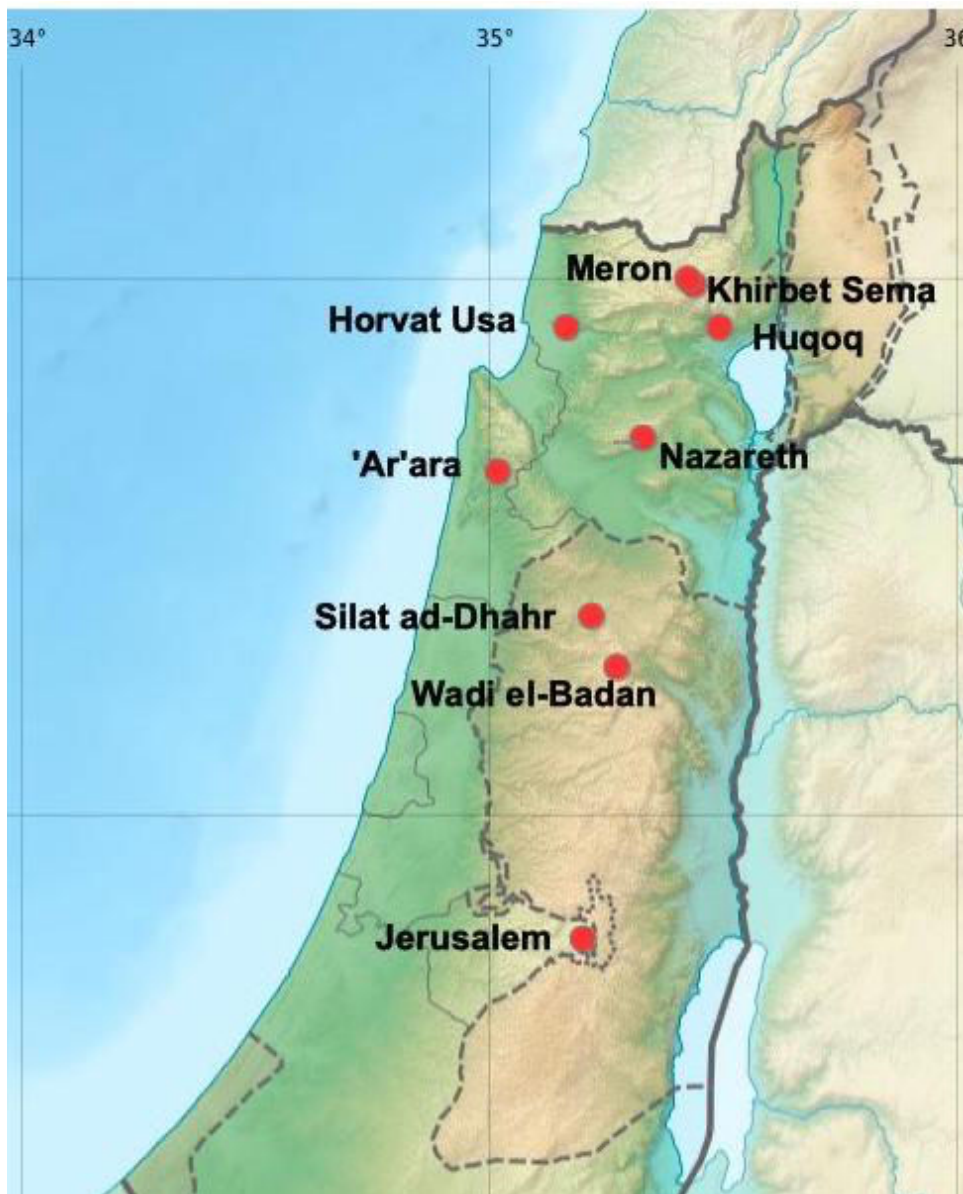 34°
35°
36
Meron
Khirbet Sema
Horvat Usa
Huqoq
Nazareth
'Ar'ara
Silat ad-Dhahr
Wadi el-Badan
Jerusalem